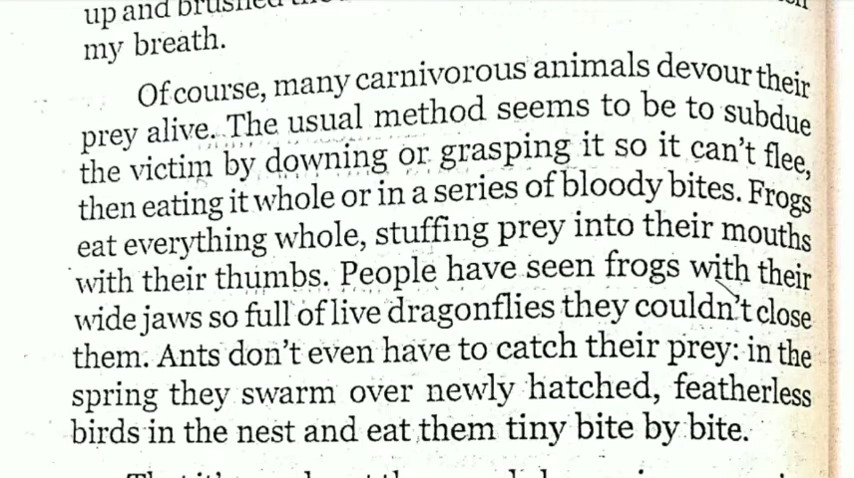 up and brushed
my breath.
Of course, many carnivorous animals devour their
prey alive. The usual method seems to be to subdue
the victim by downing or grasping it so it can't flee,
then eating it whole or in a series of bloody bites. Frogs
eat everything whole, stuffing prey into their mouths
with their thumbs. People have seen frogs with their
wide jaws so full of live dragonflies they couldn't close
them. Ants don't even have to catch their prey: in the
spring they swarm over newly hatched, featherless
birds in the nest and eat them tiny bite by bite.